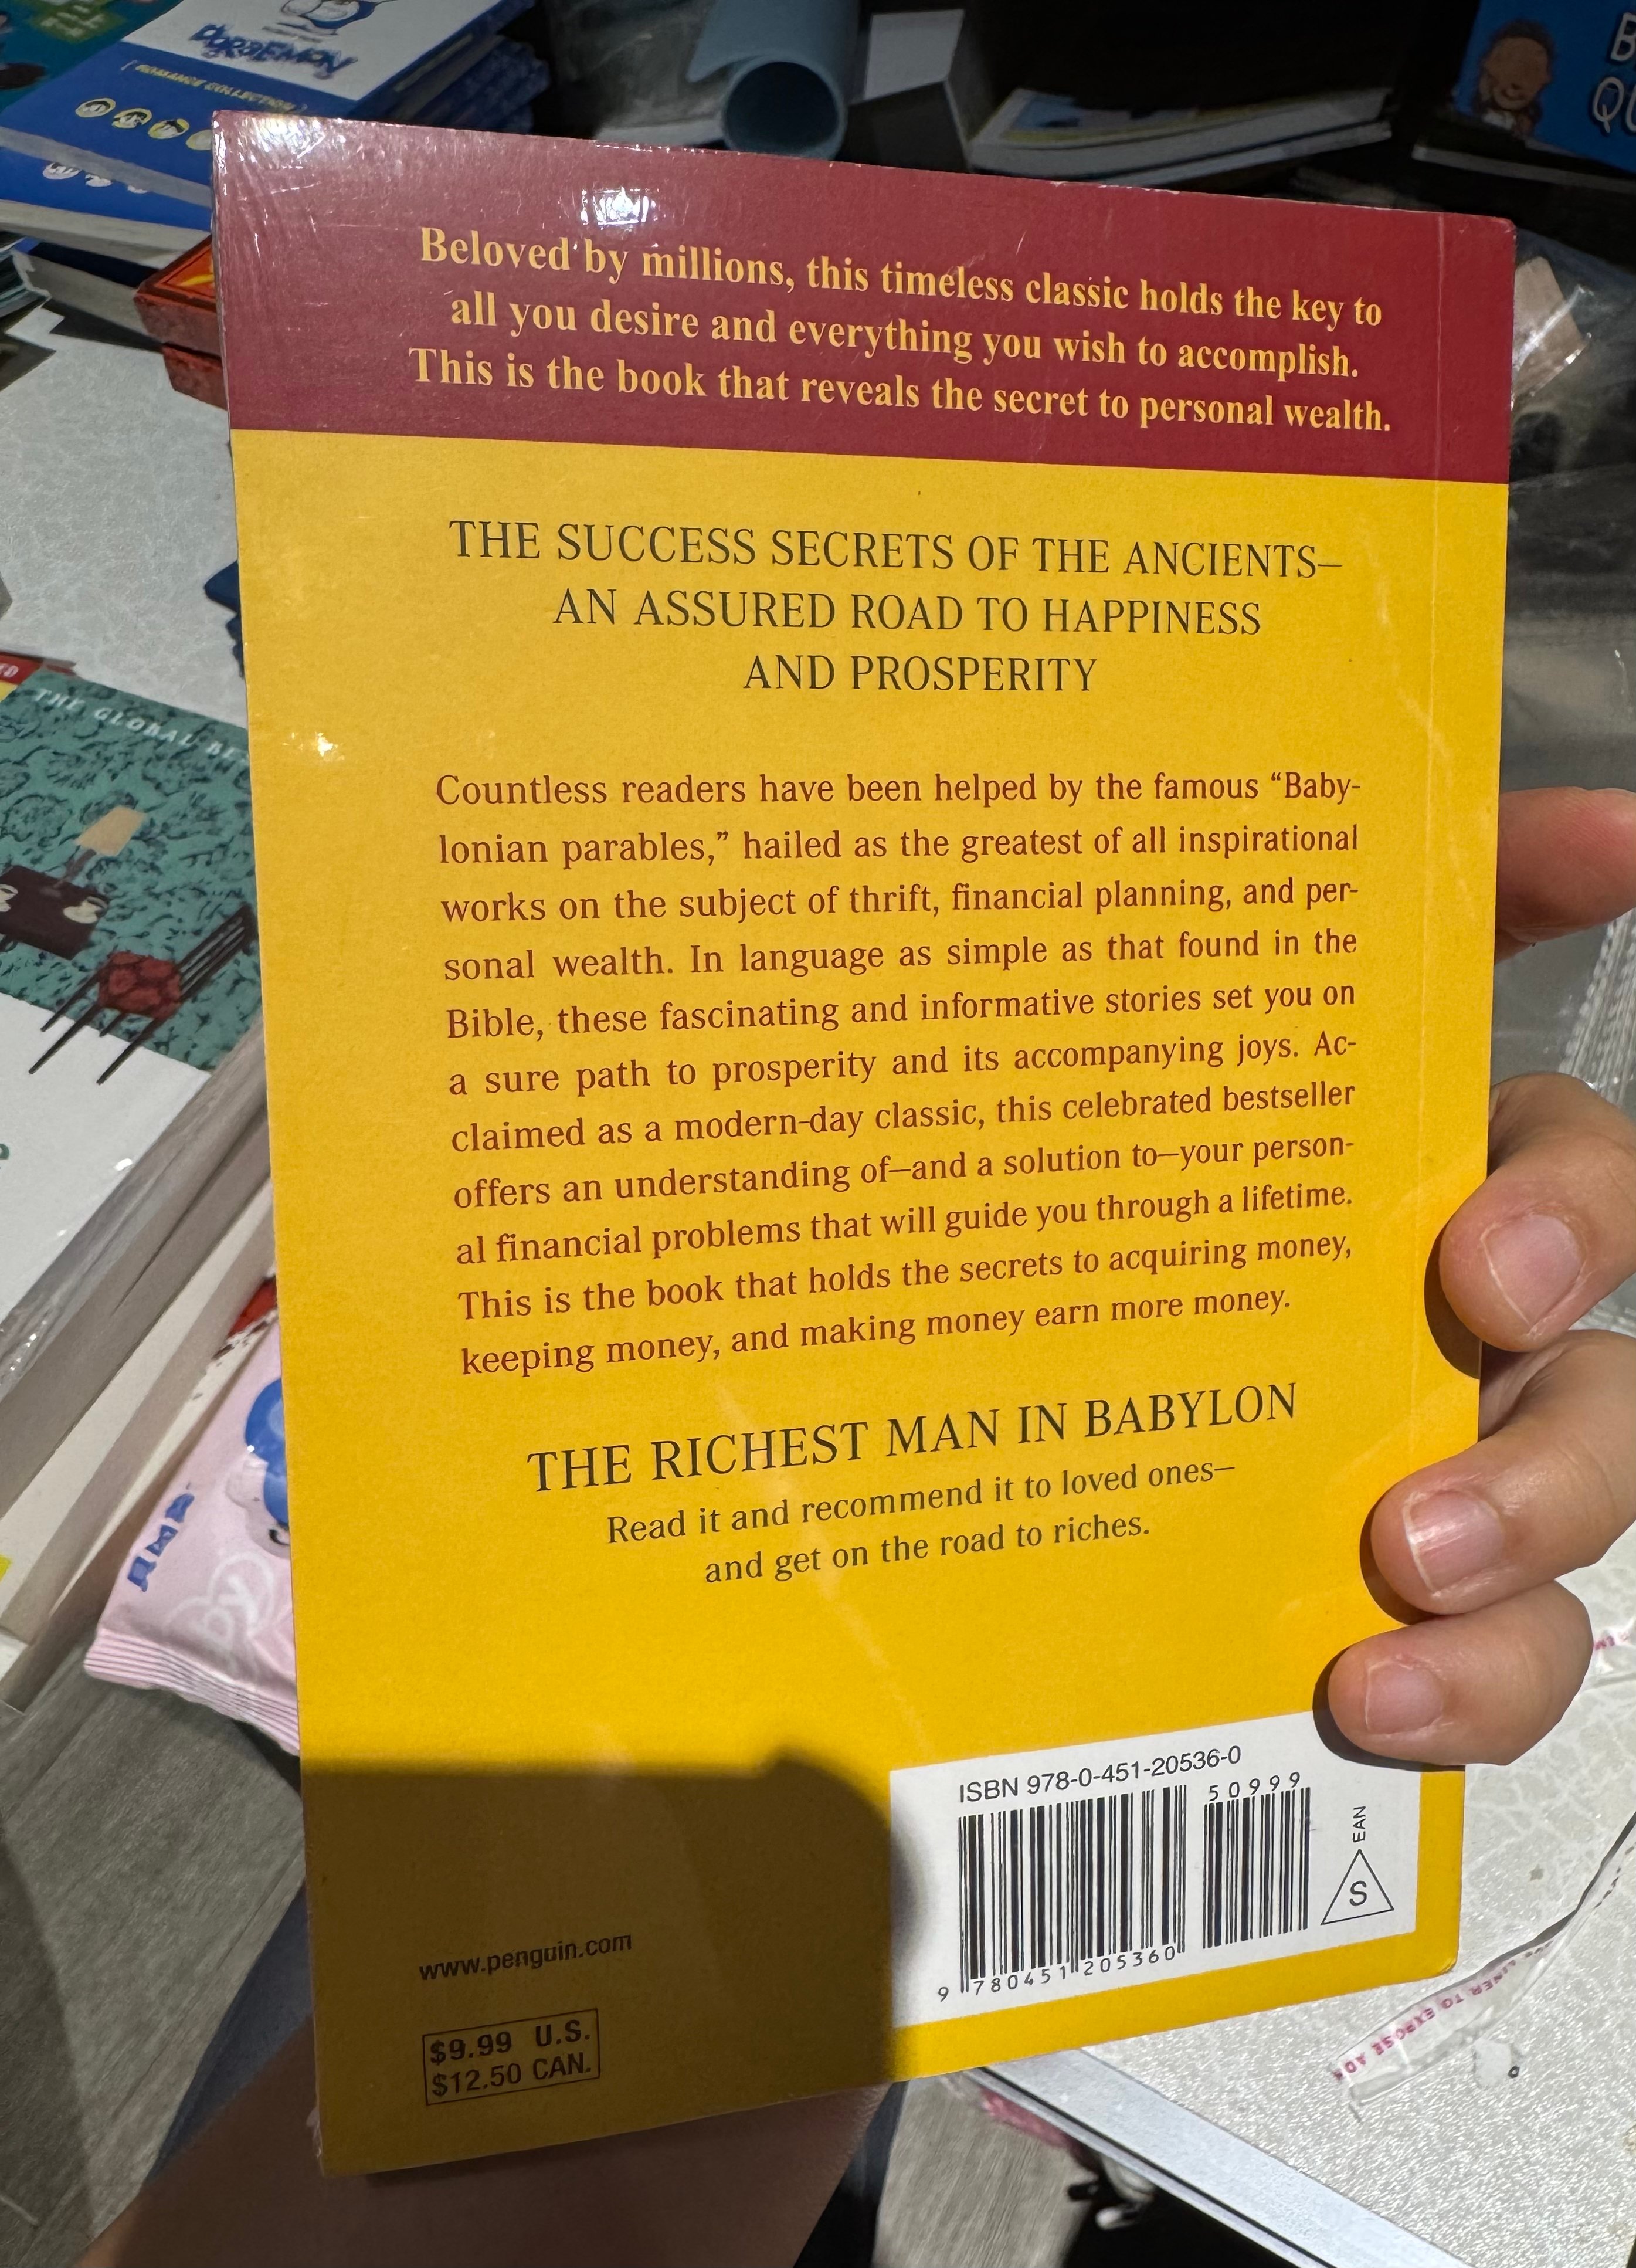 DORAEMON
ROMANCE COLLECTION
Beloved by millions, this timeless classic holds the key to
all you desire and everything you wish to accomplish.
This is the book that reveals the secret to personal wealth.
THE SUCCESS SECRETS OF THE ANCIENTS—
AN ASSURED ROAD TO HAPPINESS
AND PROSPERITY
THE GLOBAL
Countless readers have been helped by the famous “Baby-
lonian parables,” hailed as the greatest of all inspirational
works on the subject of thrift, financial planning, and per-
sonal wealth. In language as simple as that found in the
Bible, these fascinating and informative stories set you on
a sure path to prosperity and its accompanying joys. Ac-
claimed as a modern-day classic, this celebrated bestseller
offers an understanding of—and a solution to—your person-
al financial problems that will guide you through a lifetime.
This is the book that holds the secrets to acquiring money,
keeping money, and making money earn more money.
THE RICHEST MAN IN BABYLON
Read it and recommend it to loved ones—
and get on the road to riches.
ISBN 978-0-451-20536-0
50999
EAN
S
9 780451 205360
www.penguin.com
$9.99 U.S.
$12.50 CAN.
TO EXPOSE